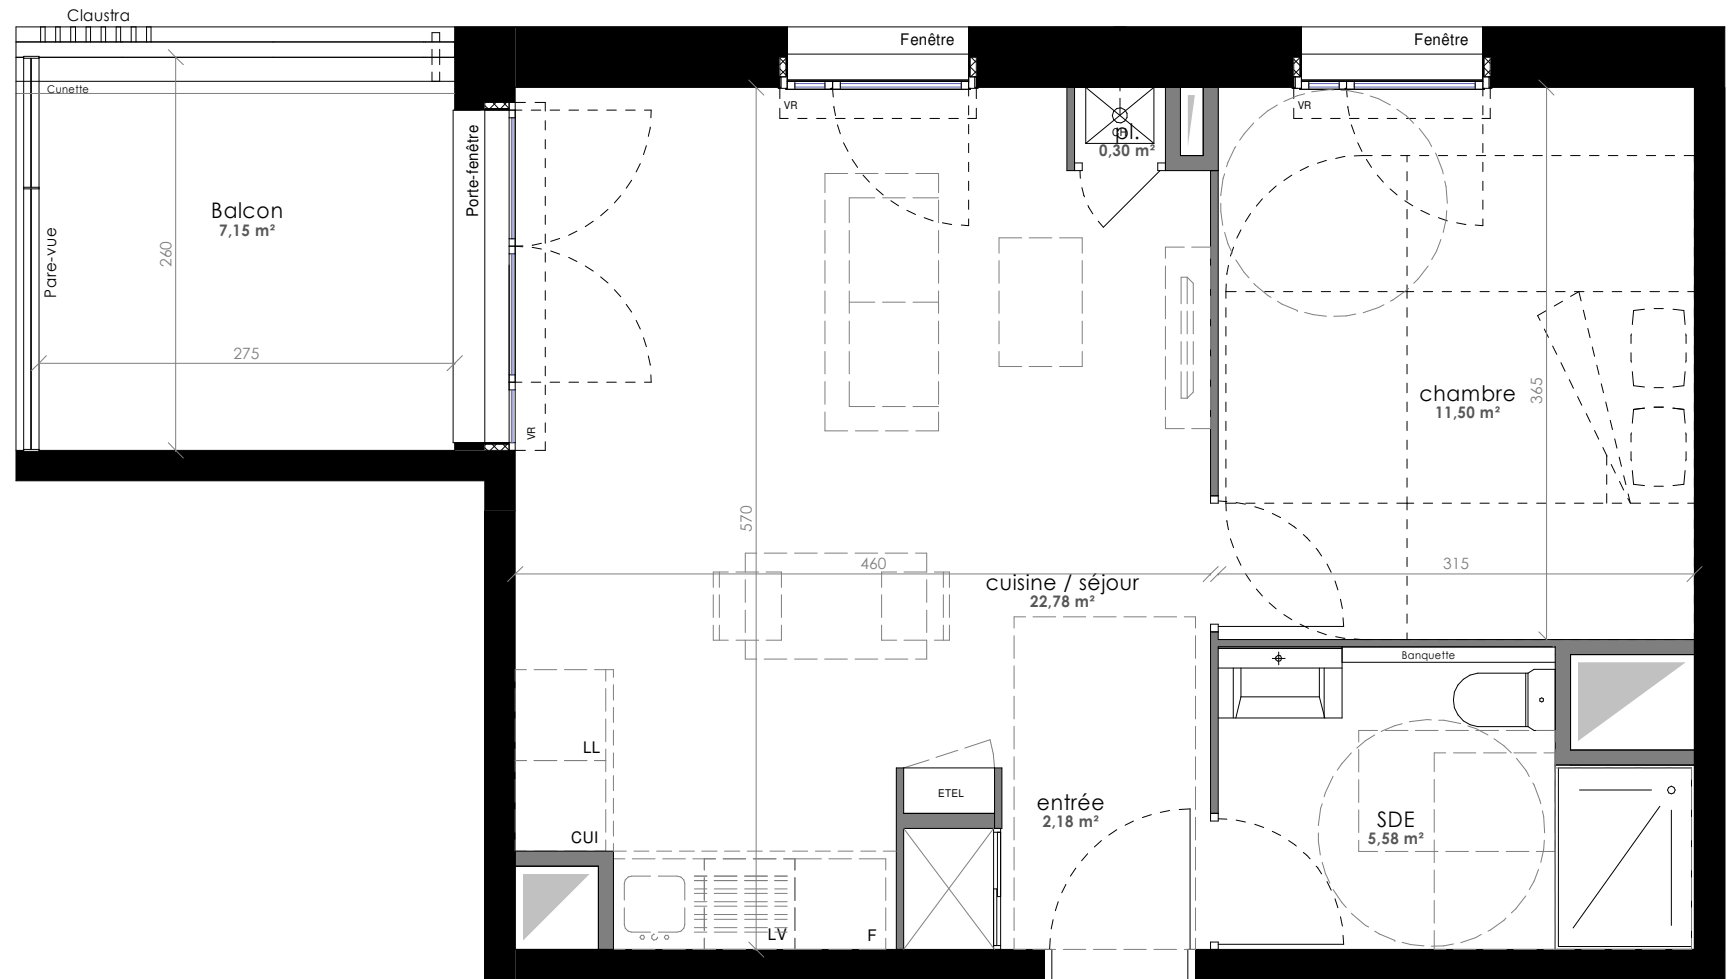 Claustra
Fenêtre
Fenêtre
Cunette
VR
VR
Porte-fenêtre
pl.
0,30 m²
Balcon
7,15 m²
260
Pare-vue
275
chambre
11,50 m²
365
VR
570
460
315
cuisine / séjour
22,78 m²
Banquette
LL
ETEL
entrée
2,18 m²
SDE
5,58 m²
CUI
LV
F